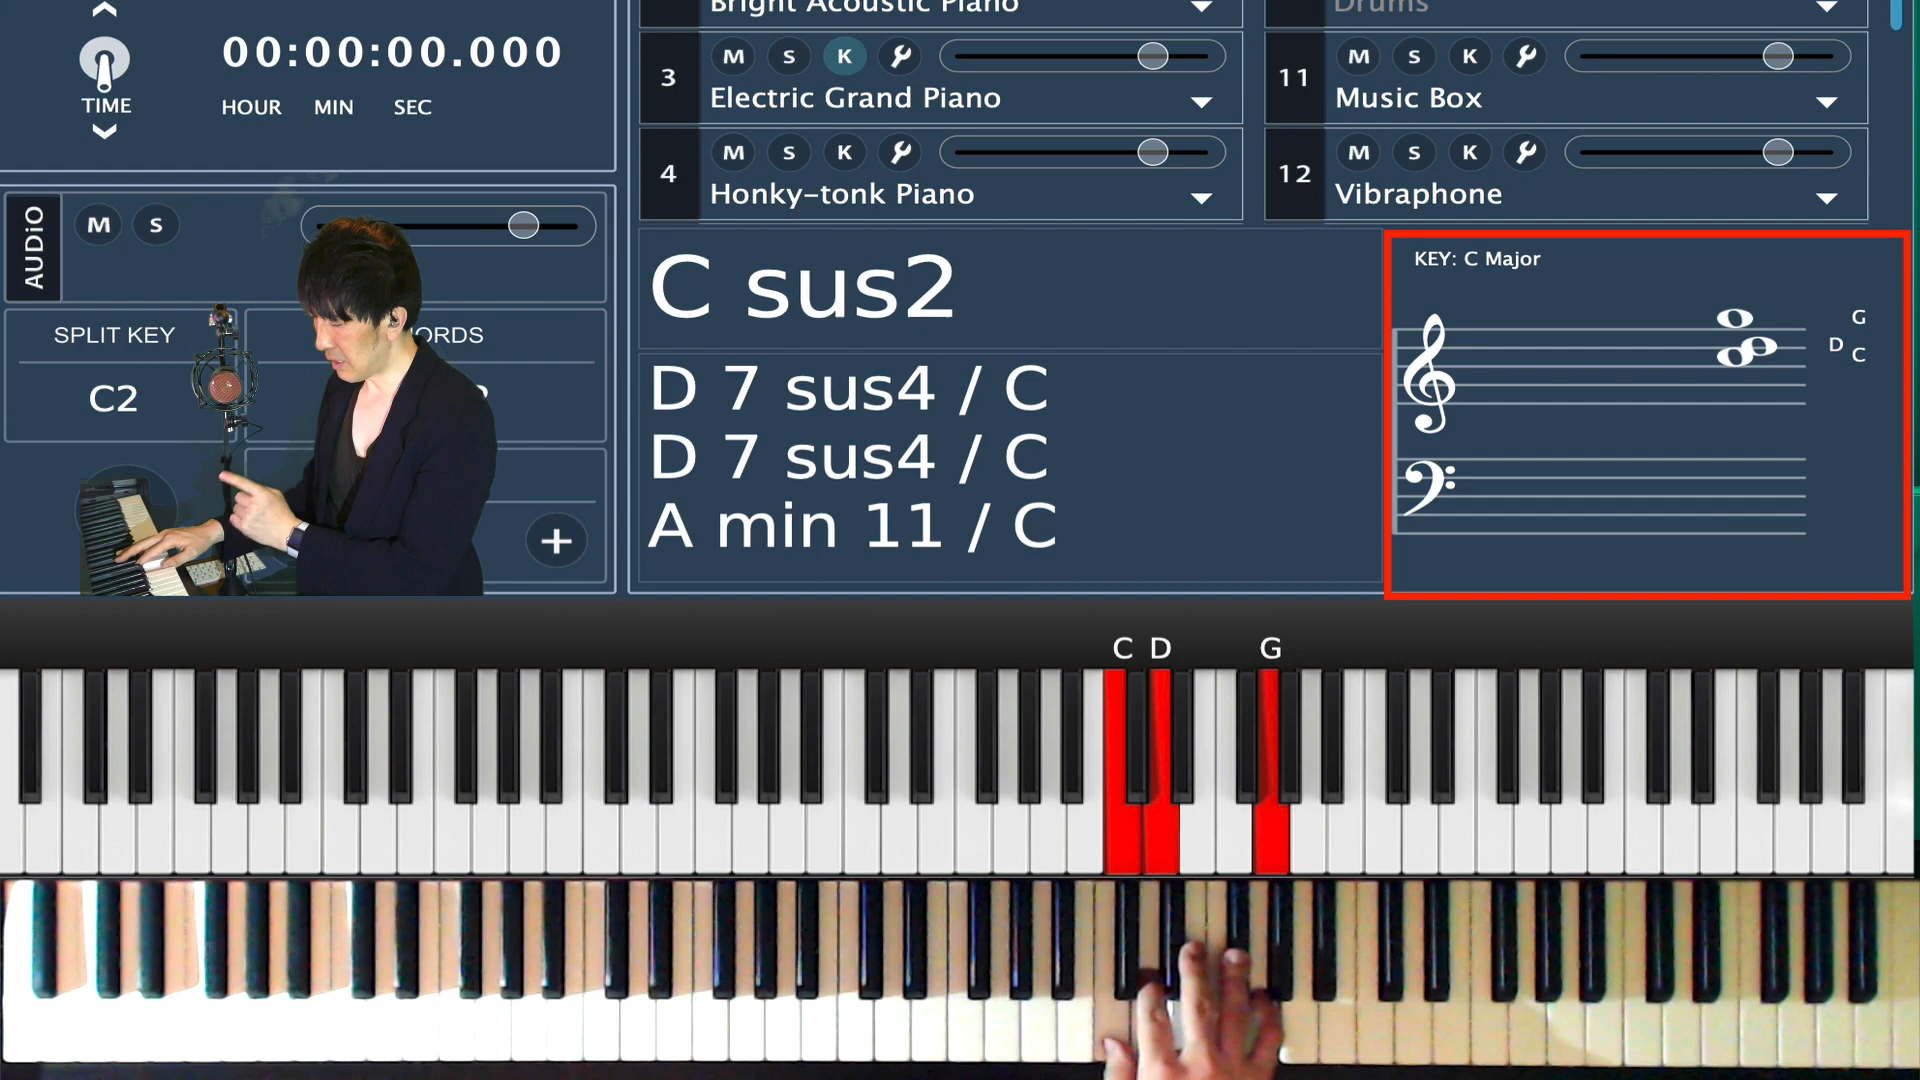 00:00:00.000
TIME
HOUR MIN SEC
AUDiO
M S
SPLIT KEY
C2
+
Bright Acoustic Piano
3
M S K
Electric Grand Piano
4
M S K
Honky-tonk Piano
Drums
11
M S K
Music Box
12
M S K
Vibraphone
C sus2
D 7 sus4 / C
D 7 sus4 / C
A min 11 / C
KEY: C Major
G
D
C
C D G